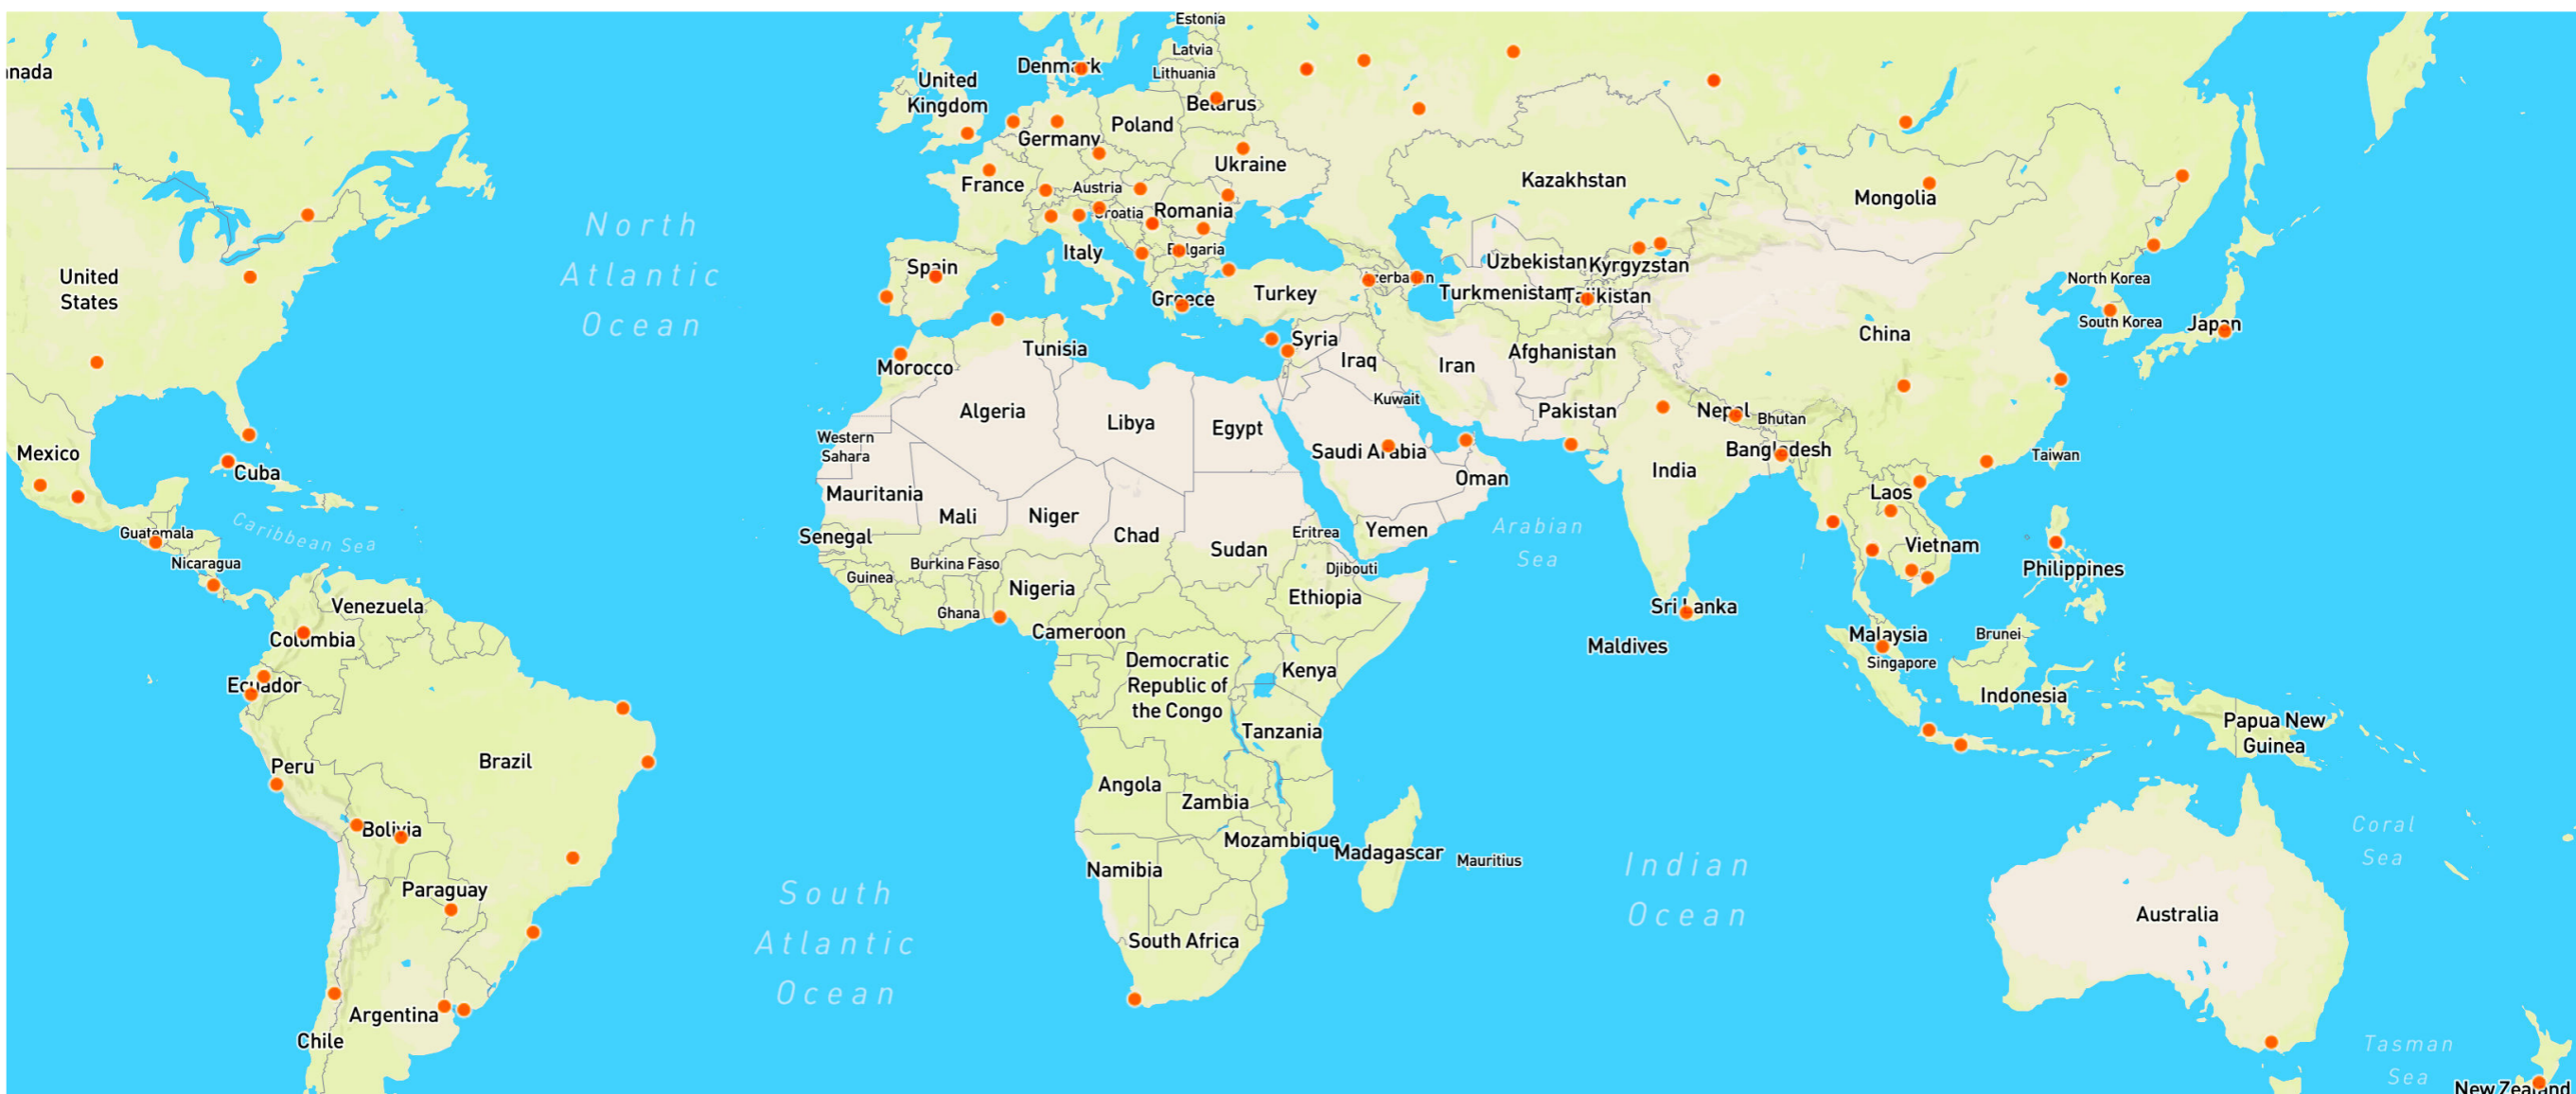 Estonia
Latvia
Lithuania
Denmark
Belarus
United
Kingdom
Poland
Germany
Ukraine
France
Austria
Croatia
Romania
Bulgaria
Italy
Spain
Greece
Turkey
anada
United
States
North
Atlantic
Ocean
Kazakhstan
Mongolia
Uzbekistan
Kyrgyzstan
Azerbaijan
Turkmenistan
Tajikistan
North Korea
South Korea
Japan
China
Morocco
Tunisia
Syria
Iraq
Iran
Afghanistan
Kuwait
Pakistan
Nepal
Bhutan
Algeria
Libya
Egypt
Western
Sahara
Saudi Arabia
Bangladesh
Taiwan
Mexico
Cuba
Oman
India
Laos
Mauritania
Mali
Niger
Chad
Sudan
Eritrea
Yemen
Arabian
Sea
Guatemala
Caribbean Sea
Nicaragua
Senegal
Burkina Faso
Guinea
Nigeria
Djibouti
Ethiopia
Vietnam
Philippines
Venezuela
Ghana
Cameroon
Sri Lanka
Colombia
Maldives
Malaysia
Brunei
Singapore
Democratic
Republic of
the Congo
Kenya
Ecuador
Indonesia
Tanzania
Papua New
Guinea
Brazil
Peru
Angola
Zambia
Bolivia
Mozambique
Madagascar
Mauritius
Coral
Sea
Namibia
Paraguay
South
Atlantic
Ocean
Indian
Ocean
Australia
South Africa
Argentina
Chile
Tasman
Sea
New Zealand